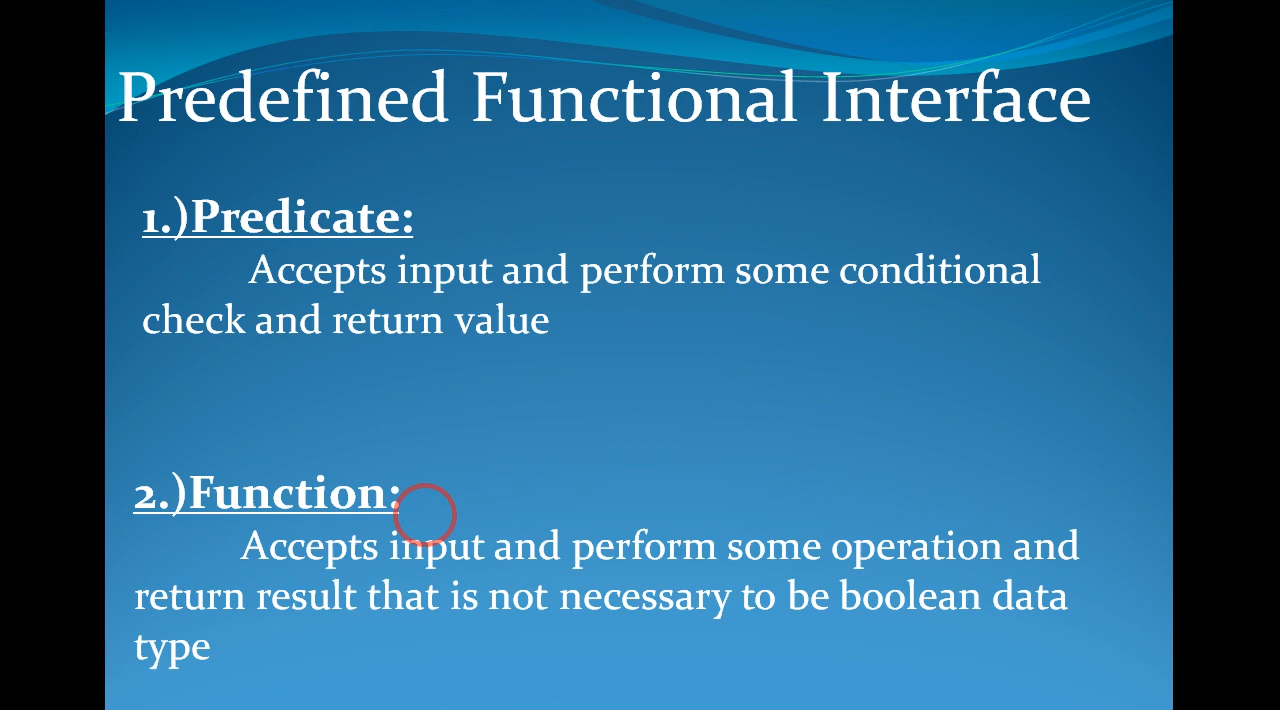 Predefined Functional Interface
1.)Predicate:
Accepts input and perform some conditional
check and return value
2.)Function:
Accepts input and perform some operation and
return result that is not necessary to be boolean data
type